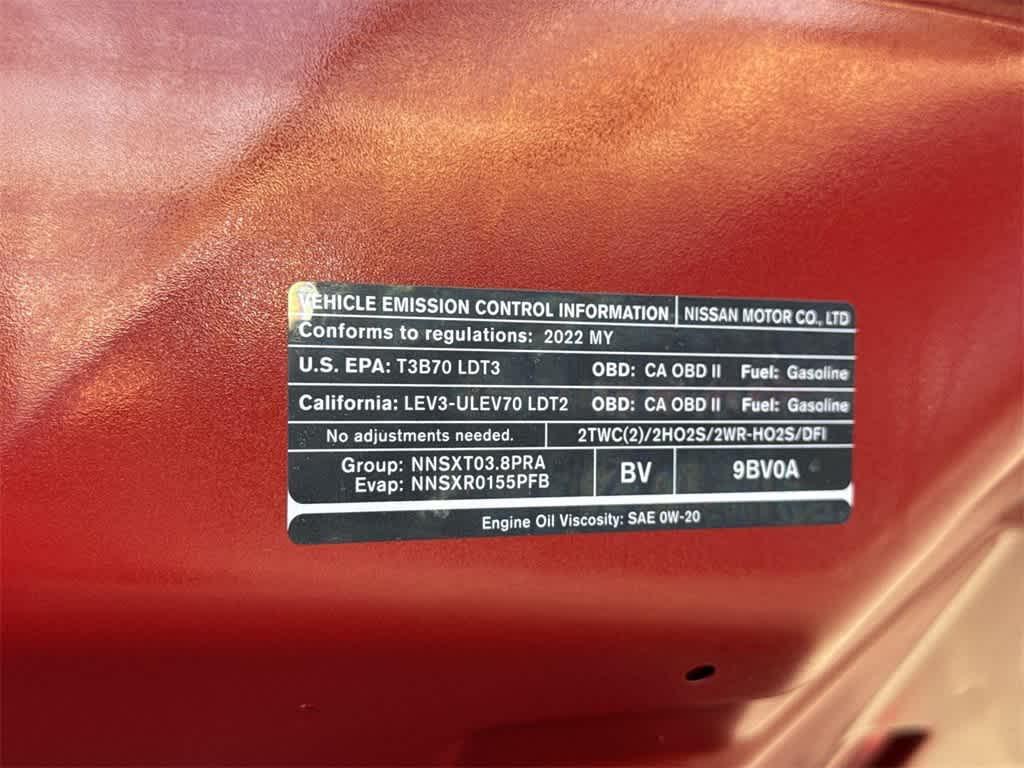 VEHICLE EMISSION CONTROL INFORMATION NISSAN MOTOR CO., LTD
Conforms to regulations: 2022 MY
U.S. EPA: T3B70 LDT3 OBD: CA OBD II Fuel: Gasoline
California: LEV3-ULEV70 LDT2 OBD: CA OBD II Fuel: Gasoline
No adjustments needed. 2TWC(2)/2HO2S/2WR-HO2S/DFI
Group: NNSXT03.8PRA
Evap: NNSXR0155PFB
BV 9BV0A
Engine Oil Viscosity: SAE 0W-20